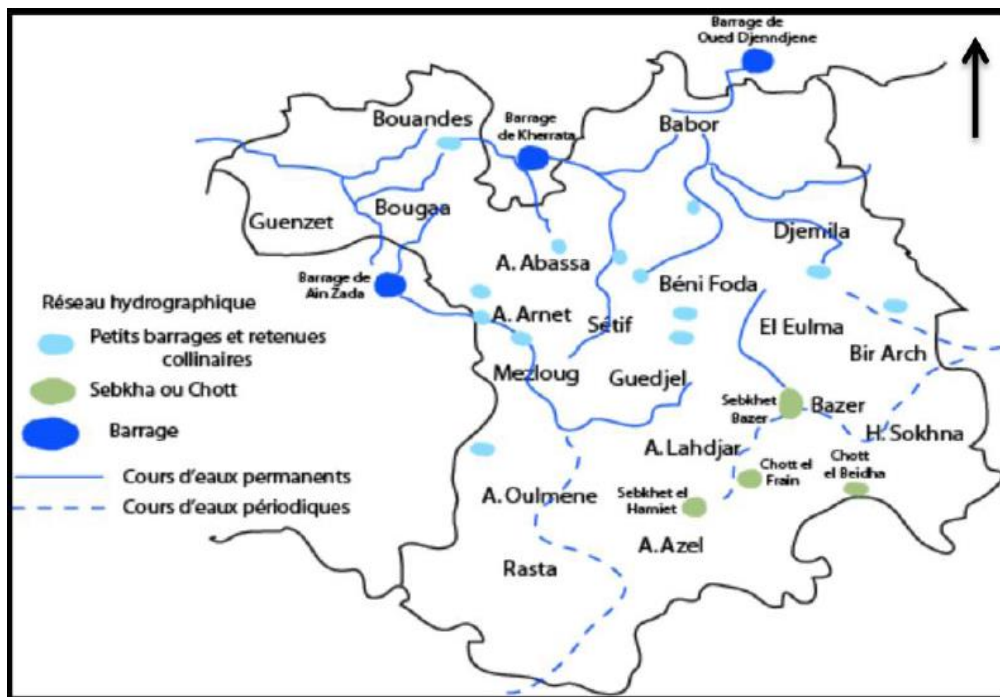 Barrage de
Oued Djenndjene
Bouandes
Barrage
de Kherrata
Babor
Guenzet
Bougaa
Djemila
A. Abassa
Barrage de
Ain Zada
Béni Foda
Réseau hydrographique
Petits barrages et retenues
collinaires
Sebkha ou Chott
Barrage
Cours d'eaux permanents
Cours d'eaux périodiques
A. Arnet
Sétif
El Eulma
Bir Arch
Mezloug
Guedjel
Sebkhet
Bazer
Bazer
H. Sokhna
A. Lahdjar
Chott el
Frain
Chott
el Beidha
A. Oulmene
Sebkhet el
Hamiet
A. Azel
Rasta